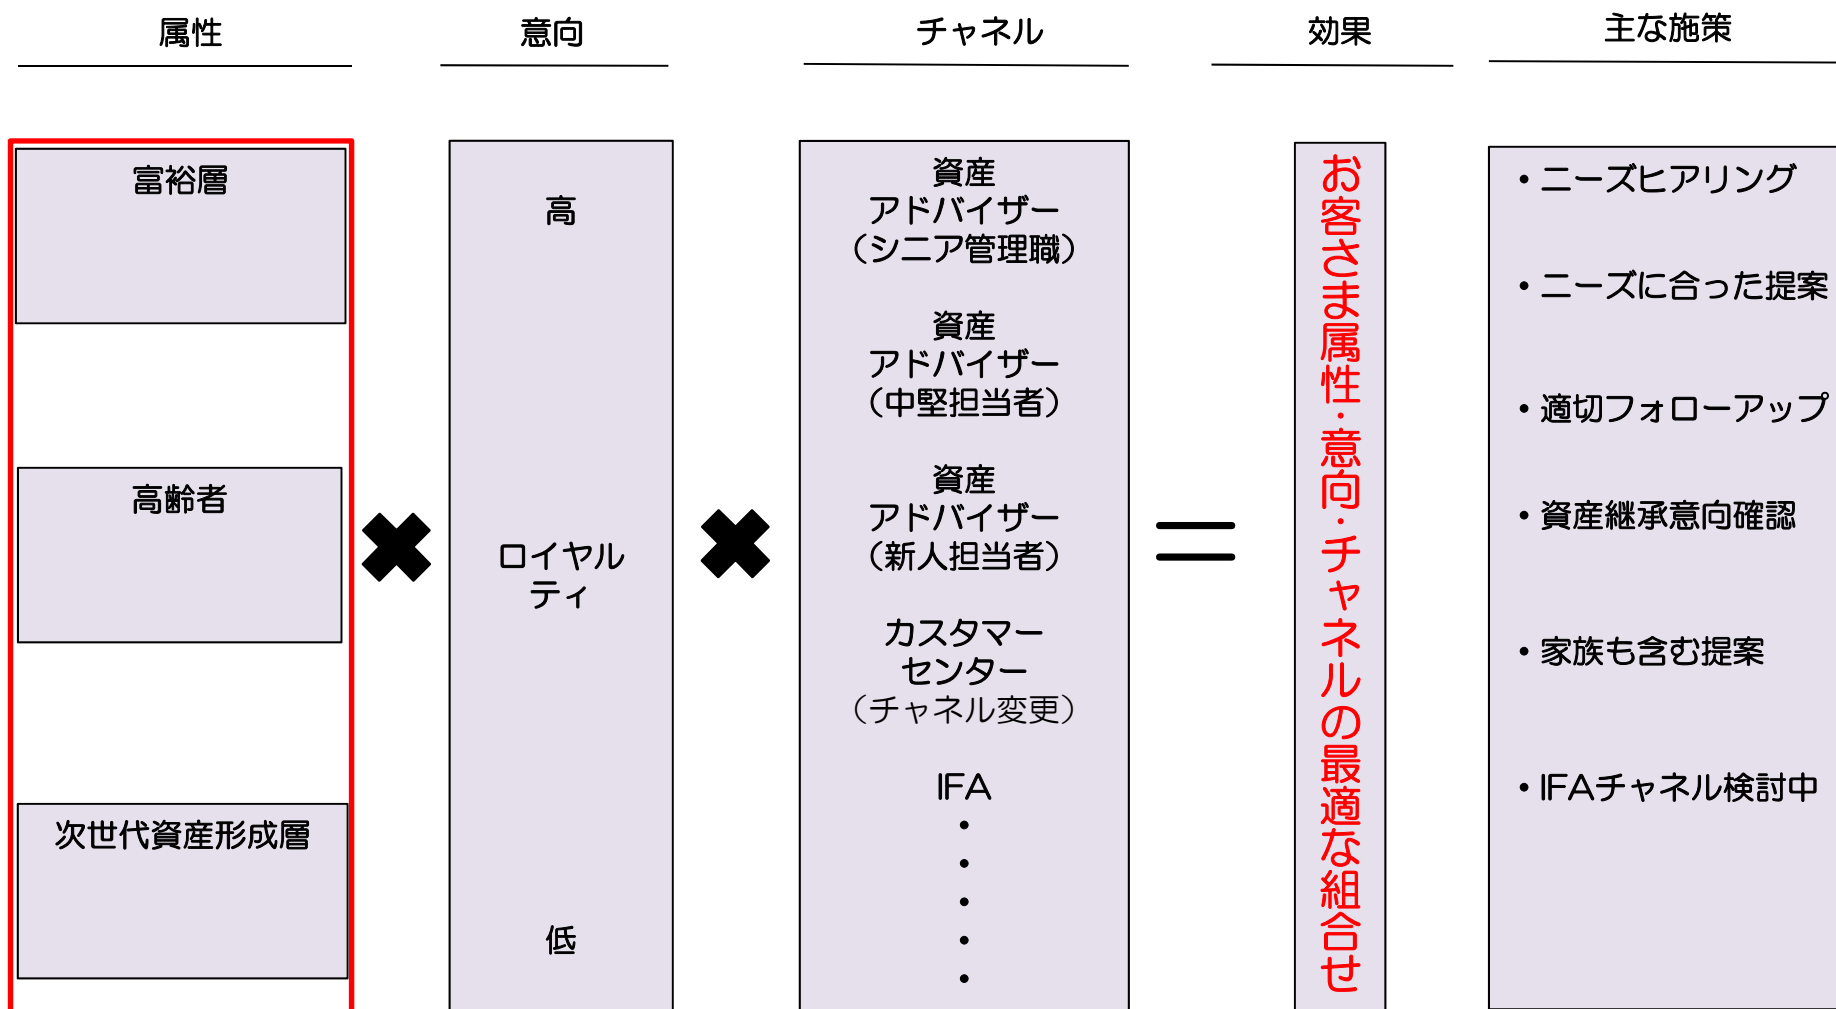 属性
意向
チャネル
効果
主な施策
富裕層
高齢者
次世代資産形成層
高
ロイヤル
ティ
低
資産
アドバイザー
（シニア管理職）
資産
アドバイザー
（中堅担当者）
資産
アドバイザー
（新人担当者）
カスタマー
センター
（チャネル変更）
IFA
・
・
・
・
・
お客さま属性・意向・チャネルの最適な組合せ
・ニーズヒアリング
・ニーズに合った提案
・適切フォローアップ
・資産継承意向確認
・家族も含む提案
・IFAチャネル検討中